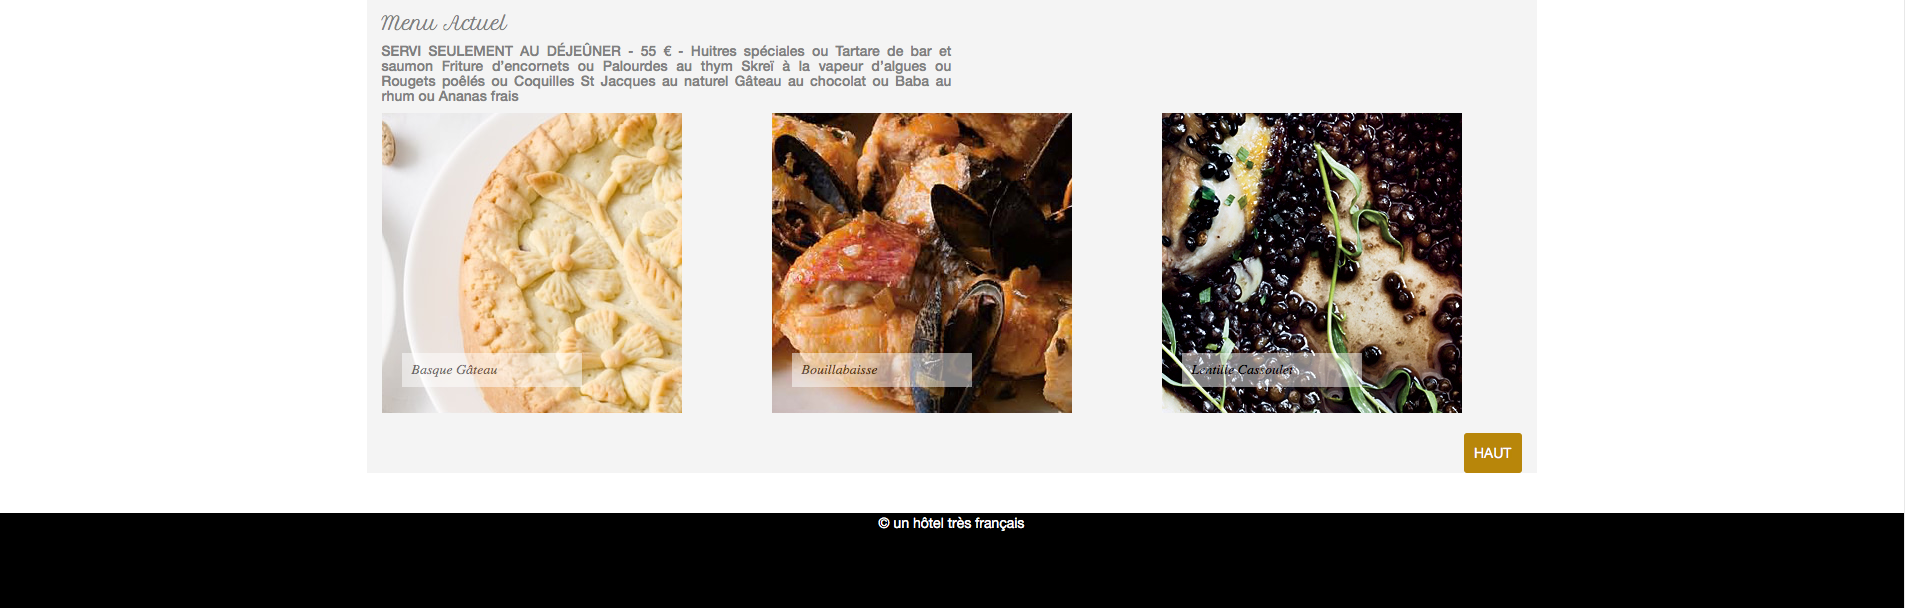 Menu Actuel
SERVI SEULEMENT AU DÉJEÛNER - 55 € - Huitres spéciales ou Tartare de bar et
saumon Friture d'encornets ou Palourdes au thym Skreï à la vapeur d'algues ou
Rougets poêlés ou Coquilles St Jacques au naturel Gâteau au chocolat ou Baba au
rhum ou Ananas frais
Basque Gâteau
Bouillabaisse
Lentille Cassoulet
HAUT
© un hôtel très français